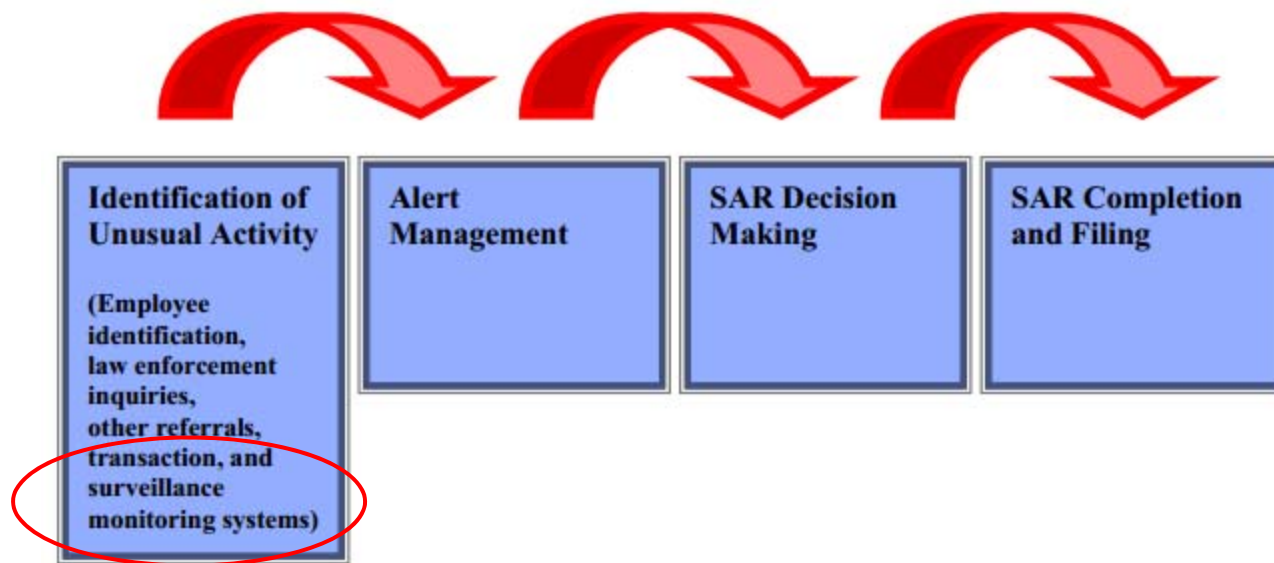 Identification of
Unusual Activity
(Employee
identification,
law enforcement
inquiries,
other referrals,
transaction, and
surveillance
monitoring systems)
Alert
Management
SAR Decision
Making
SAR Completion
and Filing